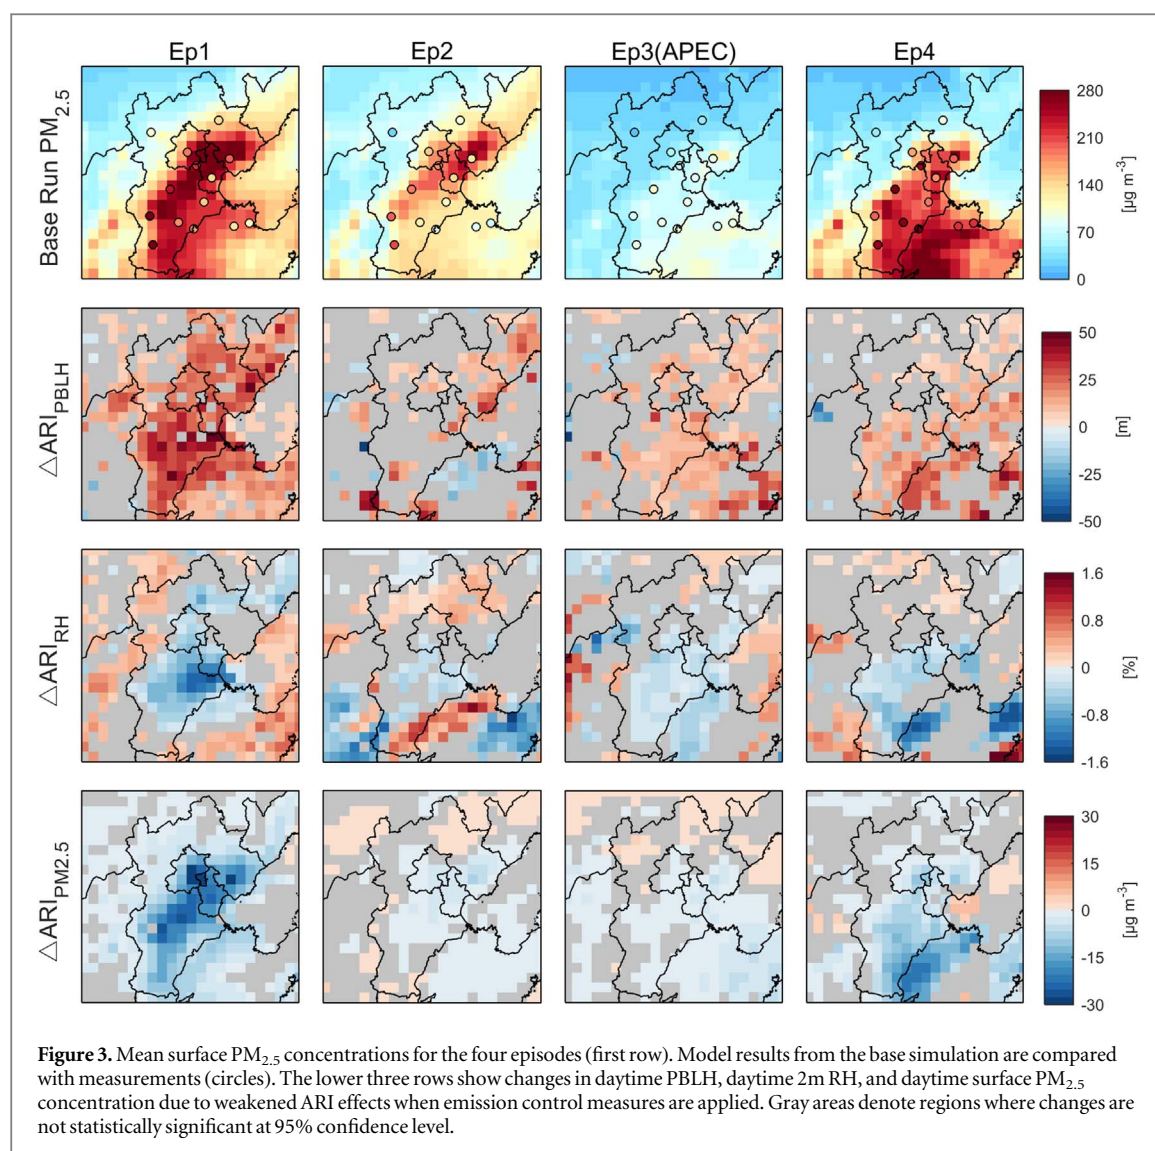 Ep1 Ep2 Ep3(APEC) Ep4
Base Run PM2.5
280
210
140
70
0
[µg m-3]
△ARIPBLH
50
25
0
-25
-50
[m]
△ARIRH
1.6
0.8
0
-0.8
-1.6
[%]
△ARIPM2.5
30
15
0
-15
-30
[µg m-3]
Figure 3. Mean surface PM2.5 concentrations for the four episodes (first row). Model results from the base simulation are compared
with measurements (circles). The lower three rows show changes in daytime PBLH, daytime 2m RH, and daytime surface PM2.5
concentration due to weakened ARI effects when emission control measures are applied. Gray areas denote regions where changes are
not statistically significant at 95% confidence level.